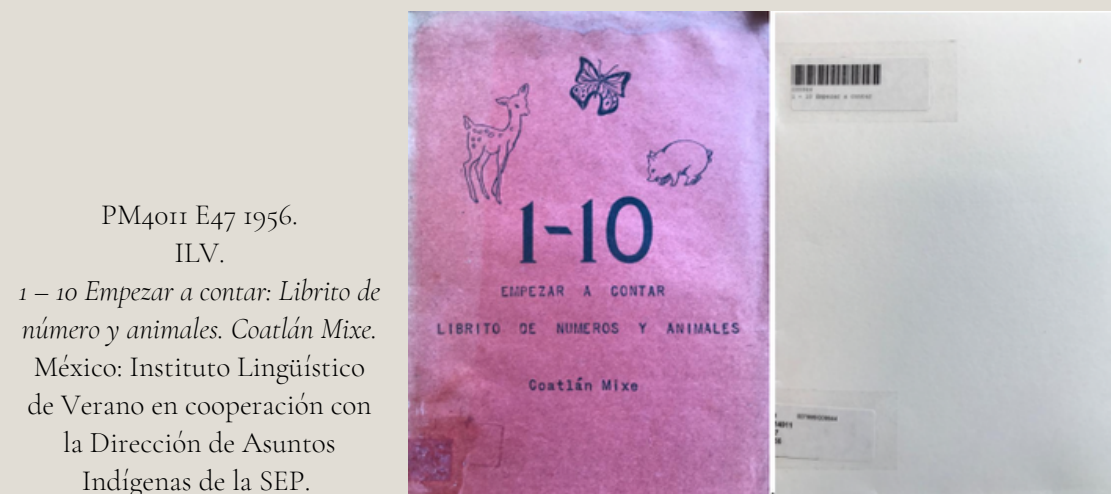 PM4011 E47 1956.
ILV.
1 – 10 Empezar a contar: Librito de
número y animales. Coatlán Mixe.
México: Instituto Lingüístico
de Verano en cooperación con
la Dirección de Asuntos
Indígenas de la SEP.
1-10
EMPEZAR A CONTAR
LIBRITO DE NUMEROS Y ANIMALES
Coatlán Mixe
1 - 10 Empezar a contar